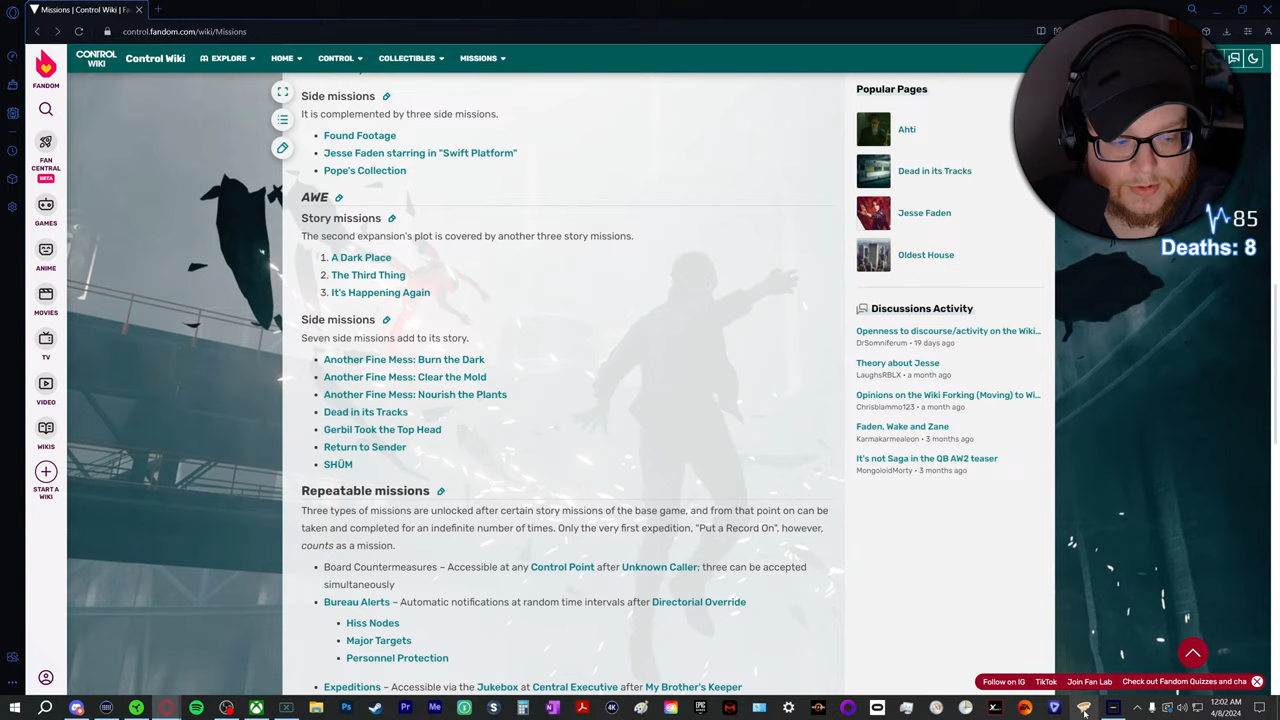 Missions | Control Wiki | Fa
control.fandom.com/wiki/Missions
FANDOM
FAN CENTRAL
BETA
GAMES
ANIME
MOVIES
TV
VIDEO
WIKIS
START A WIKI
CONTROL WIKI
Control Wiki
EXPLORE
HOME
CONTROL
COLLECTIBLES
MISSIONS
Side missions
It is complemented by three side missions.
Found Footage
Jesse Faden starring in "Swift Platform"
Pope's Collection
AWE
Story missions
The second expansion's plot is covered by another three story missions.
1. A Dark Place
2. The Third Thing
3. It's Happening Again
Side missions
Seven side missions add to its story.
Another Fine Mess: Burn the Dark
Another Fine Mess: Clear the Mold
Another Fine Mess: Nourish the Plants
Dead in its Tracks
Gerbil Took the Top Head
Return to Sender
SHÜM
Repeatable missions
Three types of missions are unlocked after certain story missions of the base game, and from that point on can be
taken and completed for an indefinite number of times. Only the very first expedition, "Put a Record On", however,
counts as a mission.
Board Countermeasures – Accessible at any Control Point after Unknown Caller; three can be accepted
simultaneously
Bureau Alerts – Automatic notifications at random time intervals after Directorial Override
Hiss Nodes
Major Targets
Personnel Protection
Expeditions – Accessible via the Jukebox at Central Executive after My Brother's Keeper
Popular Pages
Ahti
Dead in its Tracks
Jesse Faden
Oldest House
Discussions Activity
Openness to discourse/activity on the Wiki...
DrSomniferum • 19 days ago
Theory about Jesse
LaughsRBLX • a month ago
Opinions on the Wiki Forking (Moving) to Wi...
Chrisblammo123 • a month ago
Faden, Wake and Zane
Karmakarmealeon • 3 months ago
It's not Saga in the QB AW2 teaser
MongoloidMorty • 3 months ago
85
Deaths: 8
Follow on IG
TikTok
Join Fan Lab
Check out Fandom Quizzes and cha
12:02 AM
4/8/2024